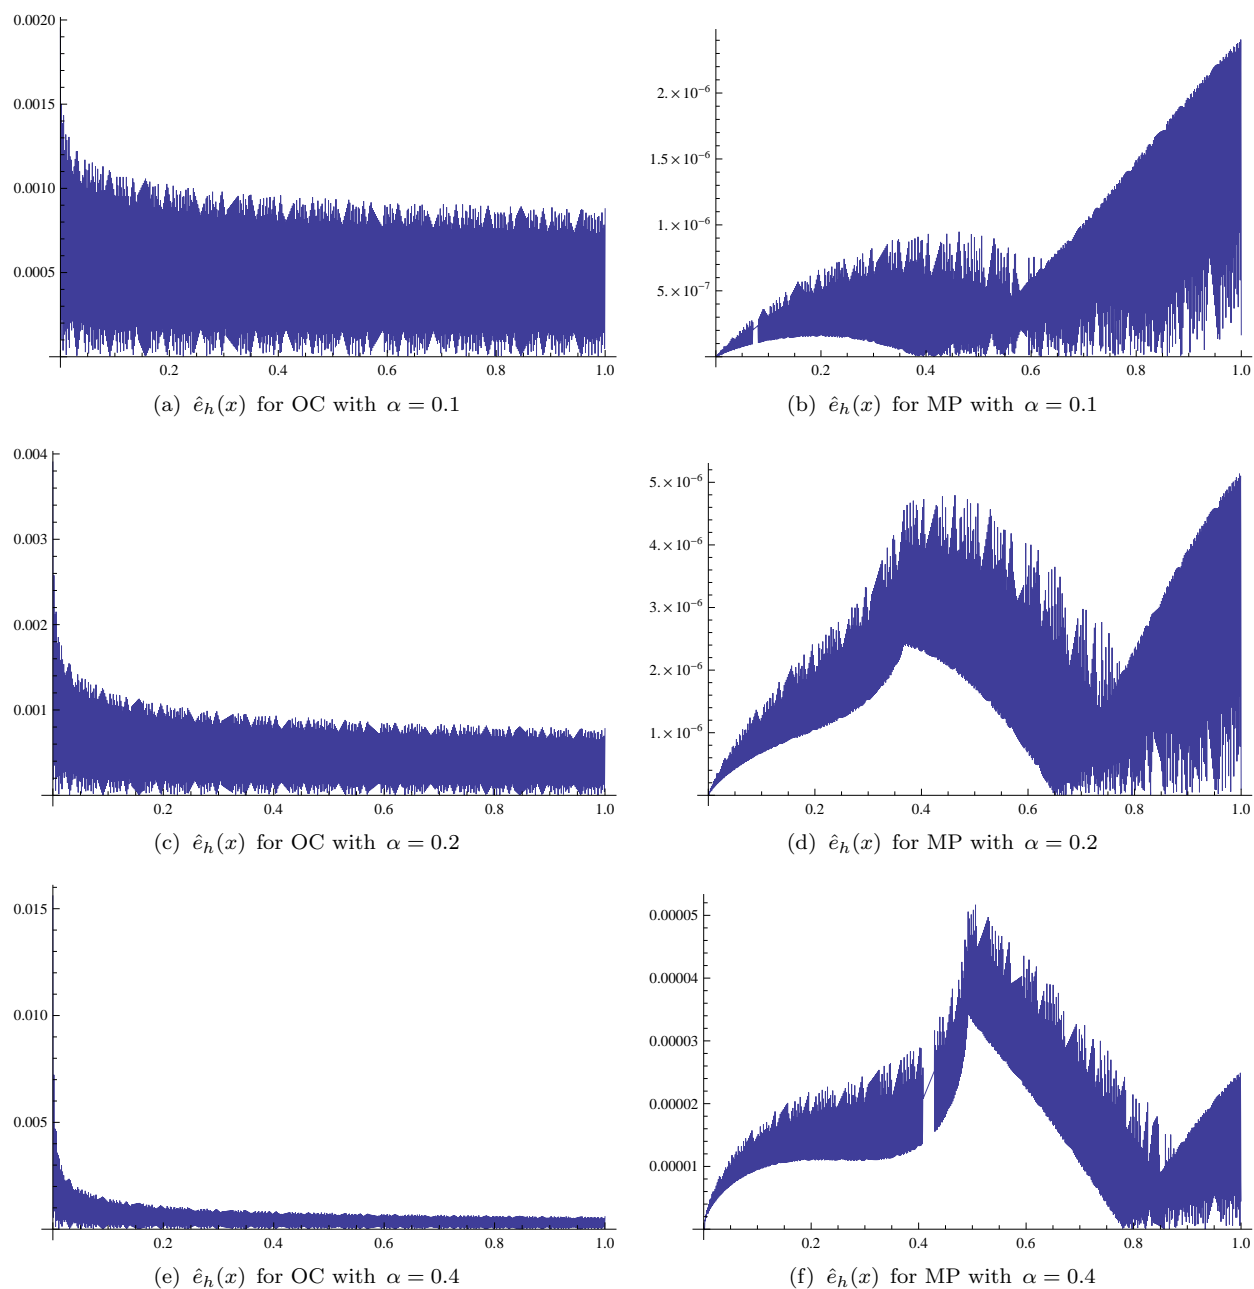 0.0020
0.0015
0.0010
0.0005
0.2 0.4 0.6 0.8 1.0
(a) ê_h(x) for OC with α = 0.1
2. × 10⁻⁶
1.5 × 10⁻⁶
1. × 10⁻⁶
5. × 10⁻⁷
0.2 0.4 0.6 0.8 1.0
(b) ê_h(x) for MP with α = 0.1
0.004
0.003
0.002
0.001
0.2 0.4 0.6 0.8 1.0
(c) ê_h(x) for OC with α = 0.2
5. × 10⁻⁶
4. × 10⁻⁶
3. × 10⁻⁶
2. × 10⁻⁶
1. × 10⁻⁶
0.2 0.4 0.6 0.8 1.0
(d) ê_h(x) for MP with α = 0.2
0.015
0.010
0.005
0.2 0.4 0.6 0.8 1.0
(e) ê_h(x) for OC with α = 0.4
0.00005
0.00004
0.00003
0.00002
0.00001
0.2 0.4 0.6 0.8 1.0
(f) ê_h(x) for MP with α = 0.4